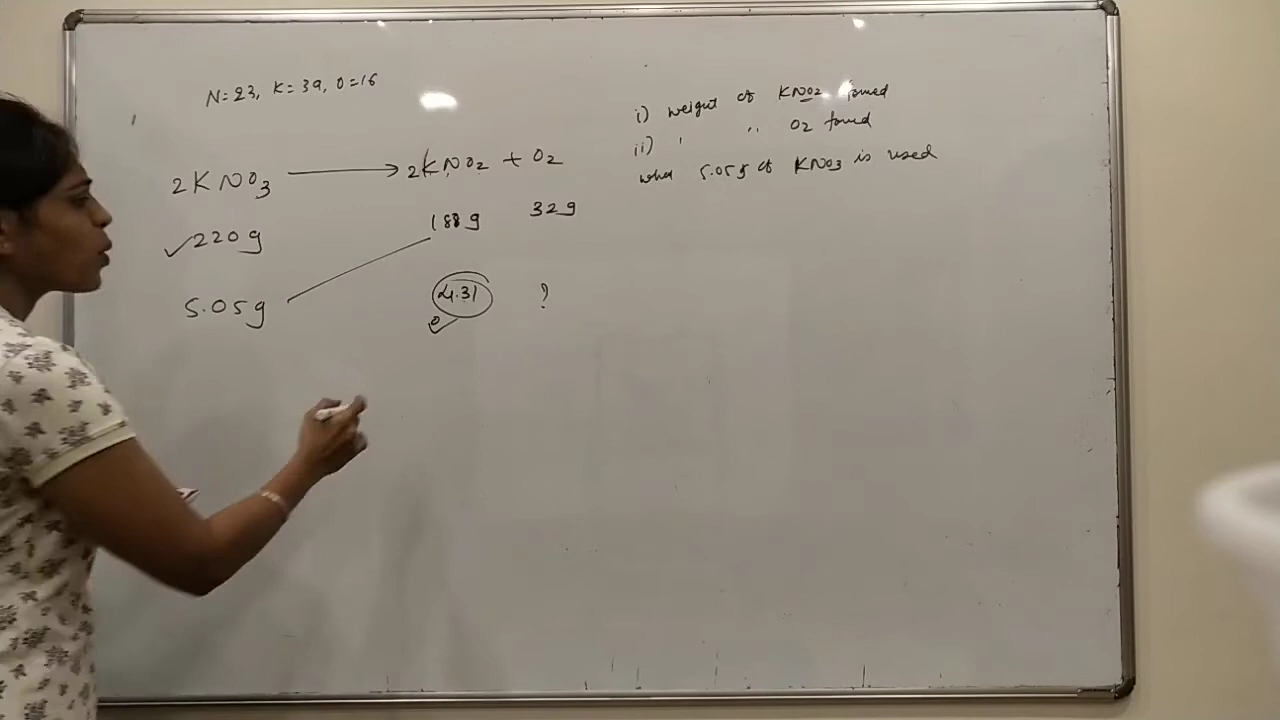 N=23, K=39, O=16
2KNO3 → 2KNO2 + O2
220g 188g 32g
5.05g 4.31 ?
i) weight of KNO2 formed
ii) " " O2 formed
when 5.05g of KNO3 is used